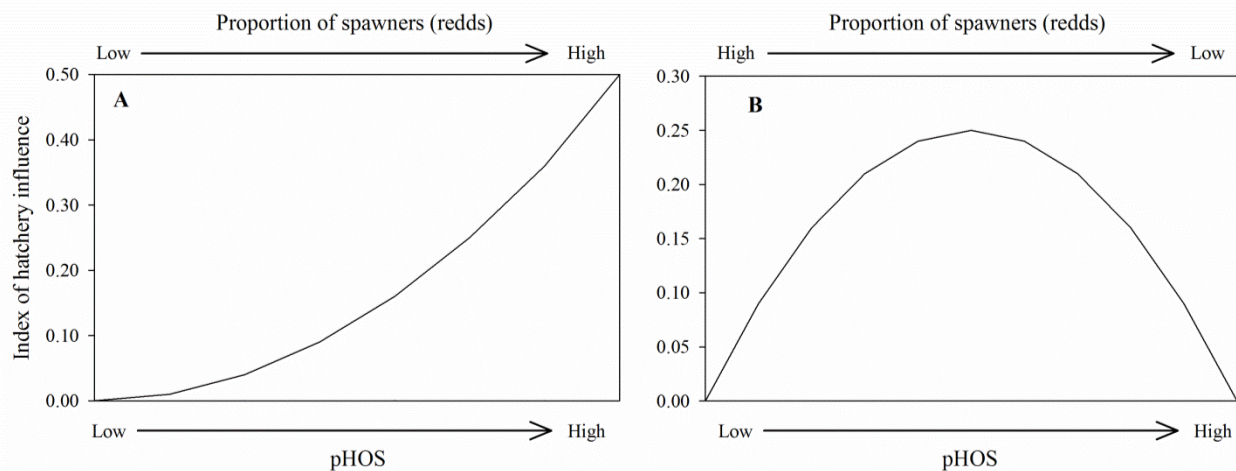 Proportion of spawners (redds)
Low High
0.50
0.40
0.30
0.20
0.10
0.00
A
Index of hatchery influence
Low High
pHOS
Proportion of spawners (redds)
High Low
0.30
0.25
0.20
0.15
0.10
0.05
0.00
B
Low High
pHOS